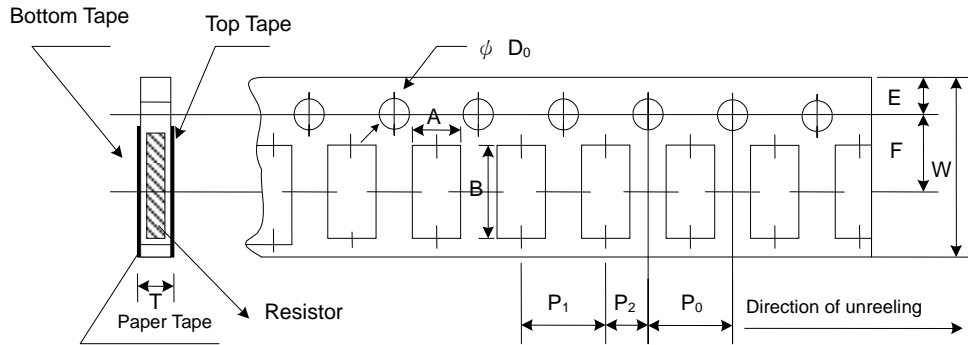 Bottom Tape
Top Tape
ψ D₀
E
A
F
W
B
T
P₁
P₂
P₀
Direction of unreeling
Resistor
Paper Tape